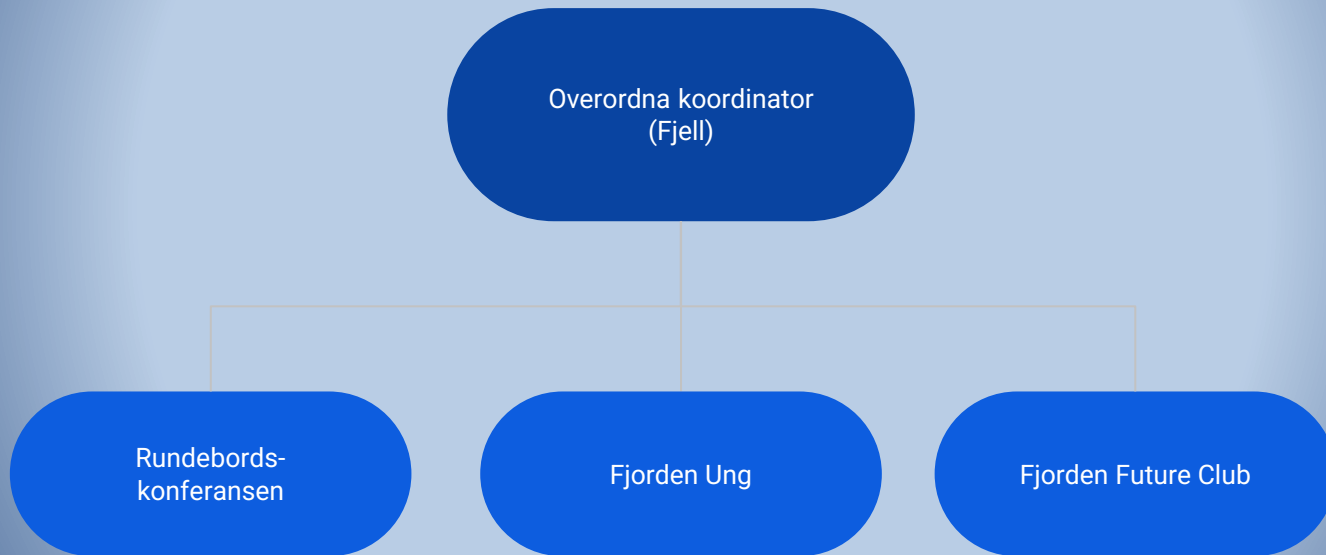 Overordna koordinator
(Fjell)
Rundebords-
konferansen
Fjorden Ung
Fjorden Future Club